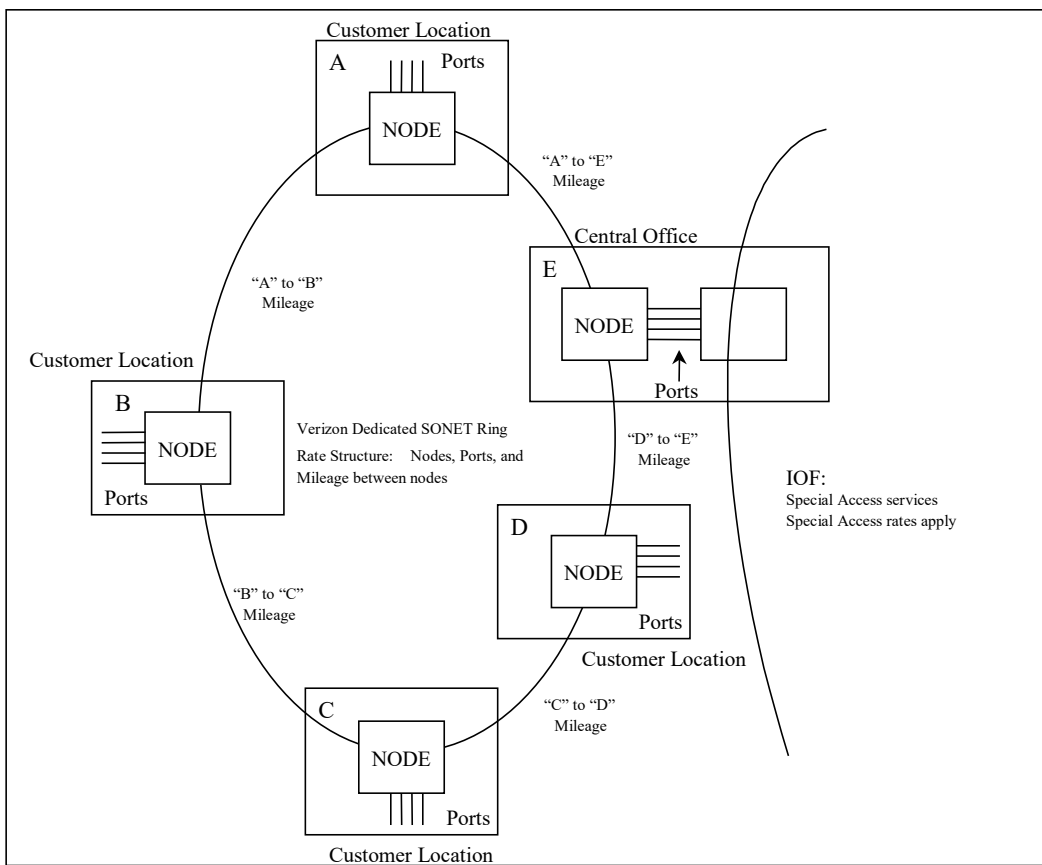 Customer Location
A
Ports
NODE
“A” to “E”
Mileage
Central Office
E
NODE
Ports
“A” to “B”
Mileage
Customer Location
B
NODE
Ports
Verizon Dedicated SONET Ring
Rate Structure: Nodes, Ports, and
Mileage between nodes
“D” to “E”
Mileage
IOF:
Special Access services
Special Access rates apply
D
NODE
Ports
Customer Location
“B” to “C”
Mileage
“C” to “D”
Mileage
C
NODE
Ports
Customer Location